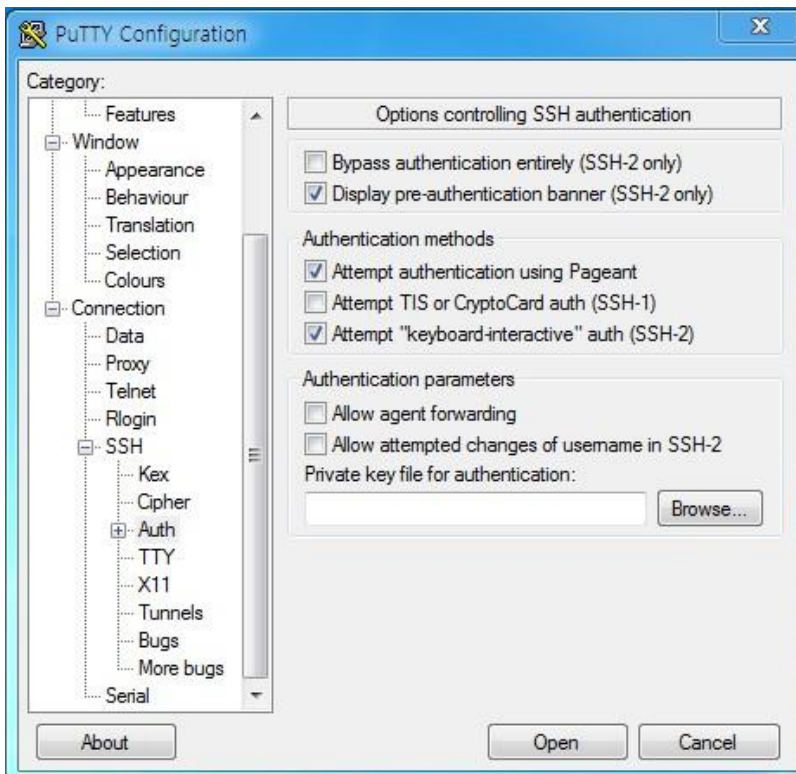 PuTTY Configuration
Category:
Features
Window
Appearance
Behaviour
Translation
Selection
Colours
Connection
Data
Proxy
Telnet
Rlogin
SSH
Kex
Cipher
Auth
TTY
X11
Tunnels
Bugs
More bugs
Serial
Options controlling SSH authentication
Bypass authentication entirely (SSH-2 only)
Display pre-authentication banner (SSH-2 only)
Authentication methods
Attempt authentication using Pageant
Attempt TIS or CryptoCard auth (SSH-1)
Attempt "keyboard-interactive" auth (SSH-2)
Authentication parameters
Allow agent forwarding
Allow attempted changes of username in SSH-2
Private key file for authentication:
Browse...
About
Open
Cancel